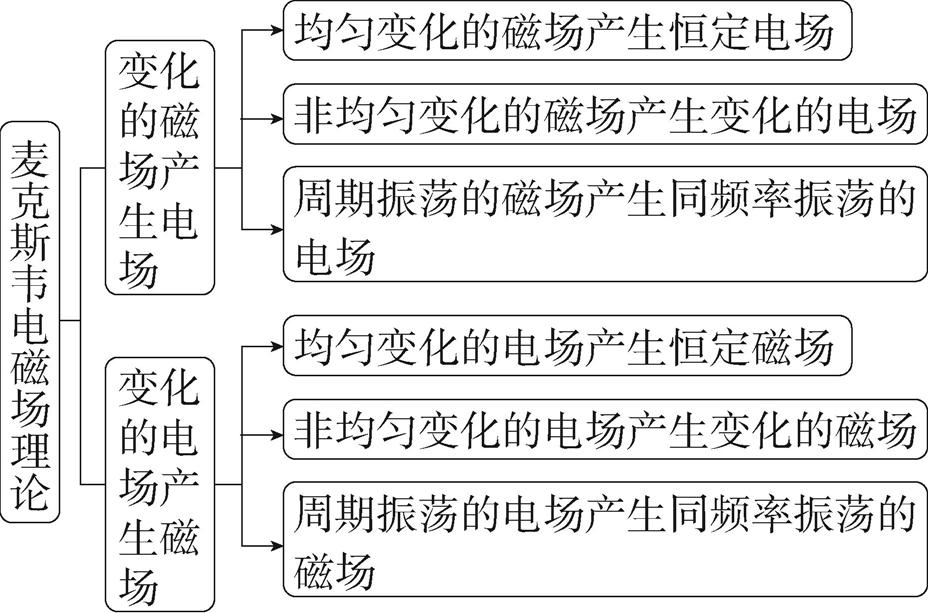 麦克斯韦电磁场理论
变化
的磁
场产
生电
场
均匀变化的磁场产生恒定电场
非均匀变化的磁场产生变化的电场
周期振荡的磁场产生同频率振荡的
电场
变化
的电
场产
生磁
场
均匀变化的电场产生恒定磁场
非均匀变化的电场产生变化的磁场
周期振荡的电场产生同频率振荡的
磁场